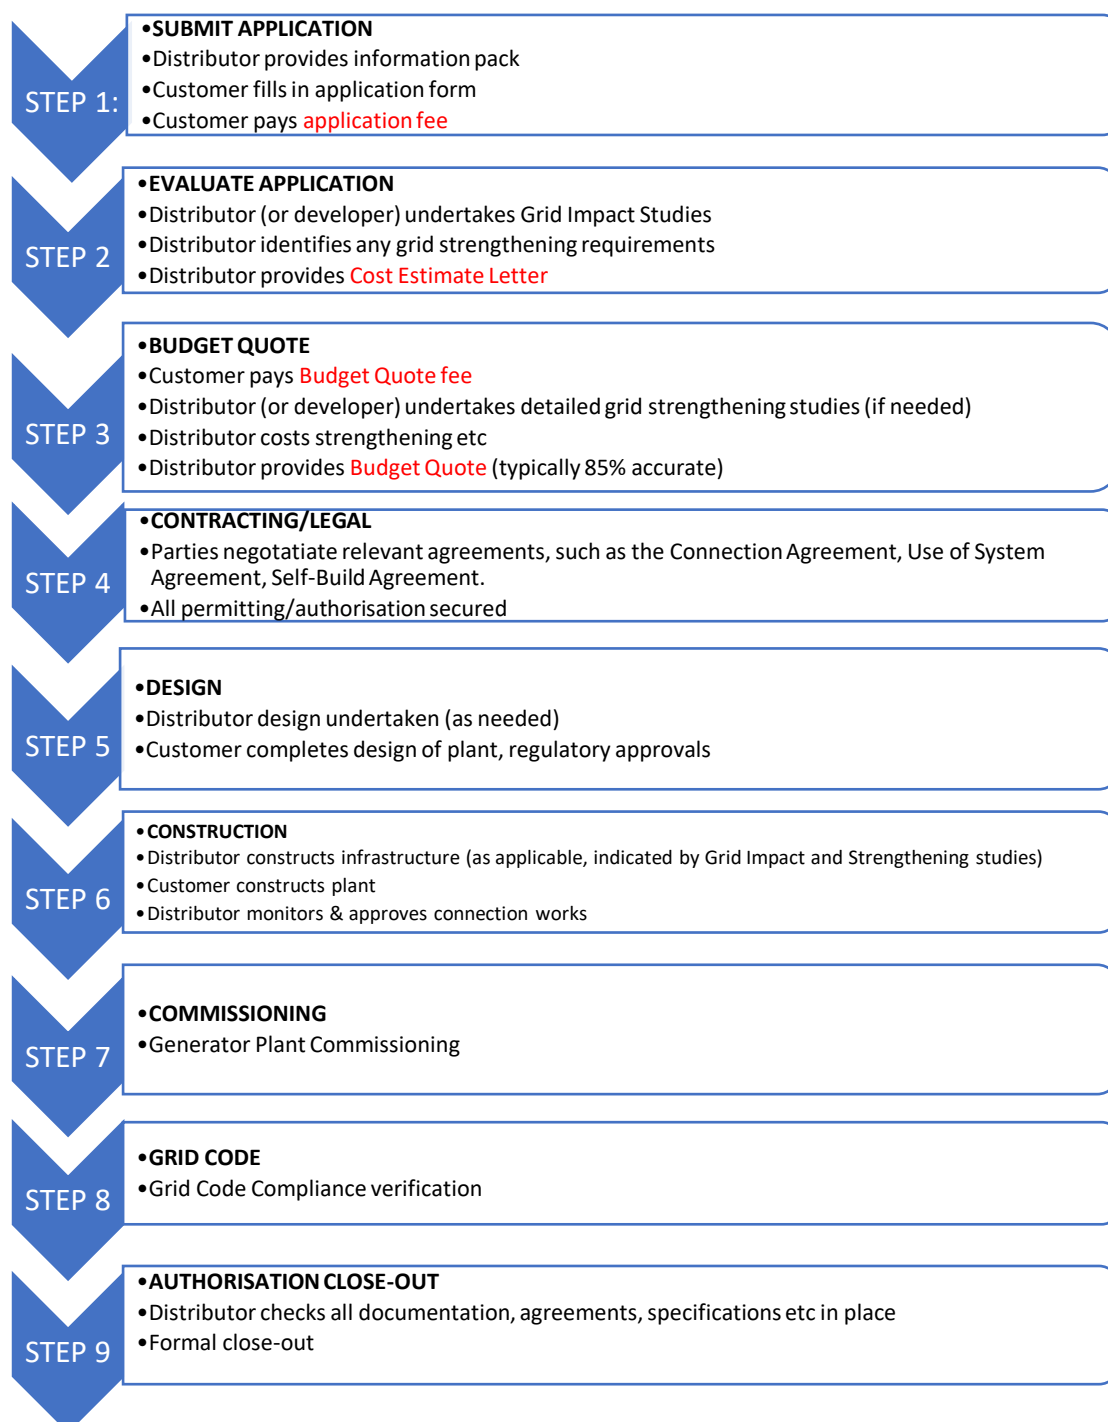 STEP 1:
•SUBMIT APPLICATION
•Distributor provides information pack
•Customer fills in application form
•Customer pays application fee
STEP 2
•EVALUATE APPLICATION
•Distributor (or developer) undertakes Grid Impact Studies
•Distributor identifies any grid strengthening requirements
•Distributor provides Cost Estimate Letter
STEP 3
•BUDGET QUOTE
•Customer pays Budget Quote fee
•Distributor (or developer) undertakes detailed grid strengthening studies (if needed)
•Distributor costs strengthening etc
•Distributor provides Budget Quote (typically 85% accurate)
STEP 4
•CONTRACTING/LEGAL
•Parties negotatiate relevant agreements, such as the Connection Agreement, Use of System
Agreement, Self-Build Agreement.
•All permitting/authorisation secured
STEP 5
•DESIGN
•Distributor design undertaken (as needed)
•Customer completes design of plant, regulatory approvals
STEP 6
•CONSTRUCTION
•Distributor constructs infrastructure (as applicable, indicated by Grid Impact and Strengthening studies)
•Customer constructs plant
•Distributor monitors & approves connection works
STEP 7
•COMMISSIONING
•Generator Plant Commissioning
STEP 8
•GRID CODE
•Grid Code Compliance verification
STEP 9
•AUTHORISATION CLOSE-OUT
•Distributor checks all documentation, agreements, specifications etc in place
•Formal close-out